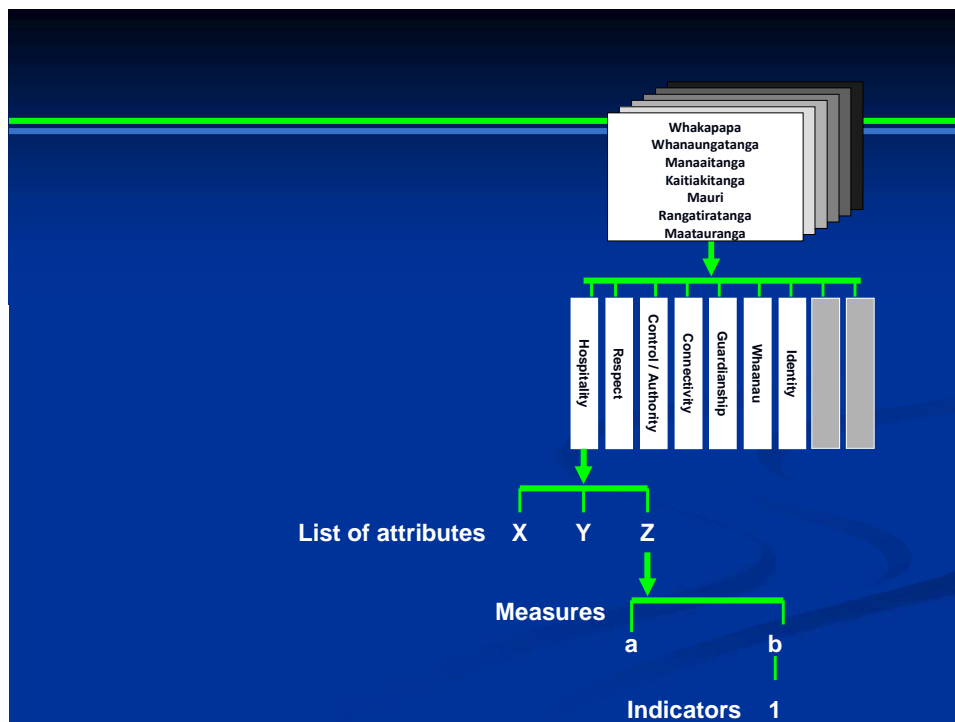 Whakapapa
Whanaungatanga
Manaaitanga
Kaitiakitanga
Mauri
Rangatiratanga
Maatauranga
Hospitality
Respect
Control / Authority
Connectivity
Guardianship
Whaanau
Identity
List of attributes X Y Z
Measures
a b
Indicators 1